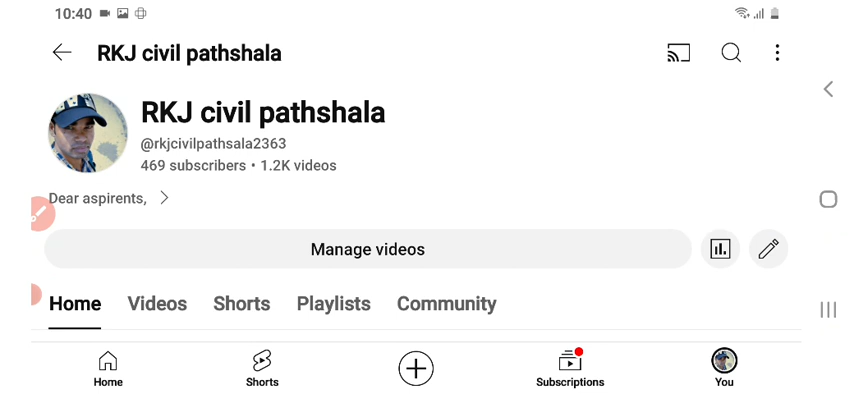 10:40
RKJ civil pathshala
RKJ civil pathshala
@rkjcivilpathsala2363
469 subscribers • 1.2K videos
Dear aspirents,
Manage videos
Home Videos Shorts Playlists Community
Home Shorts Subscriptions You